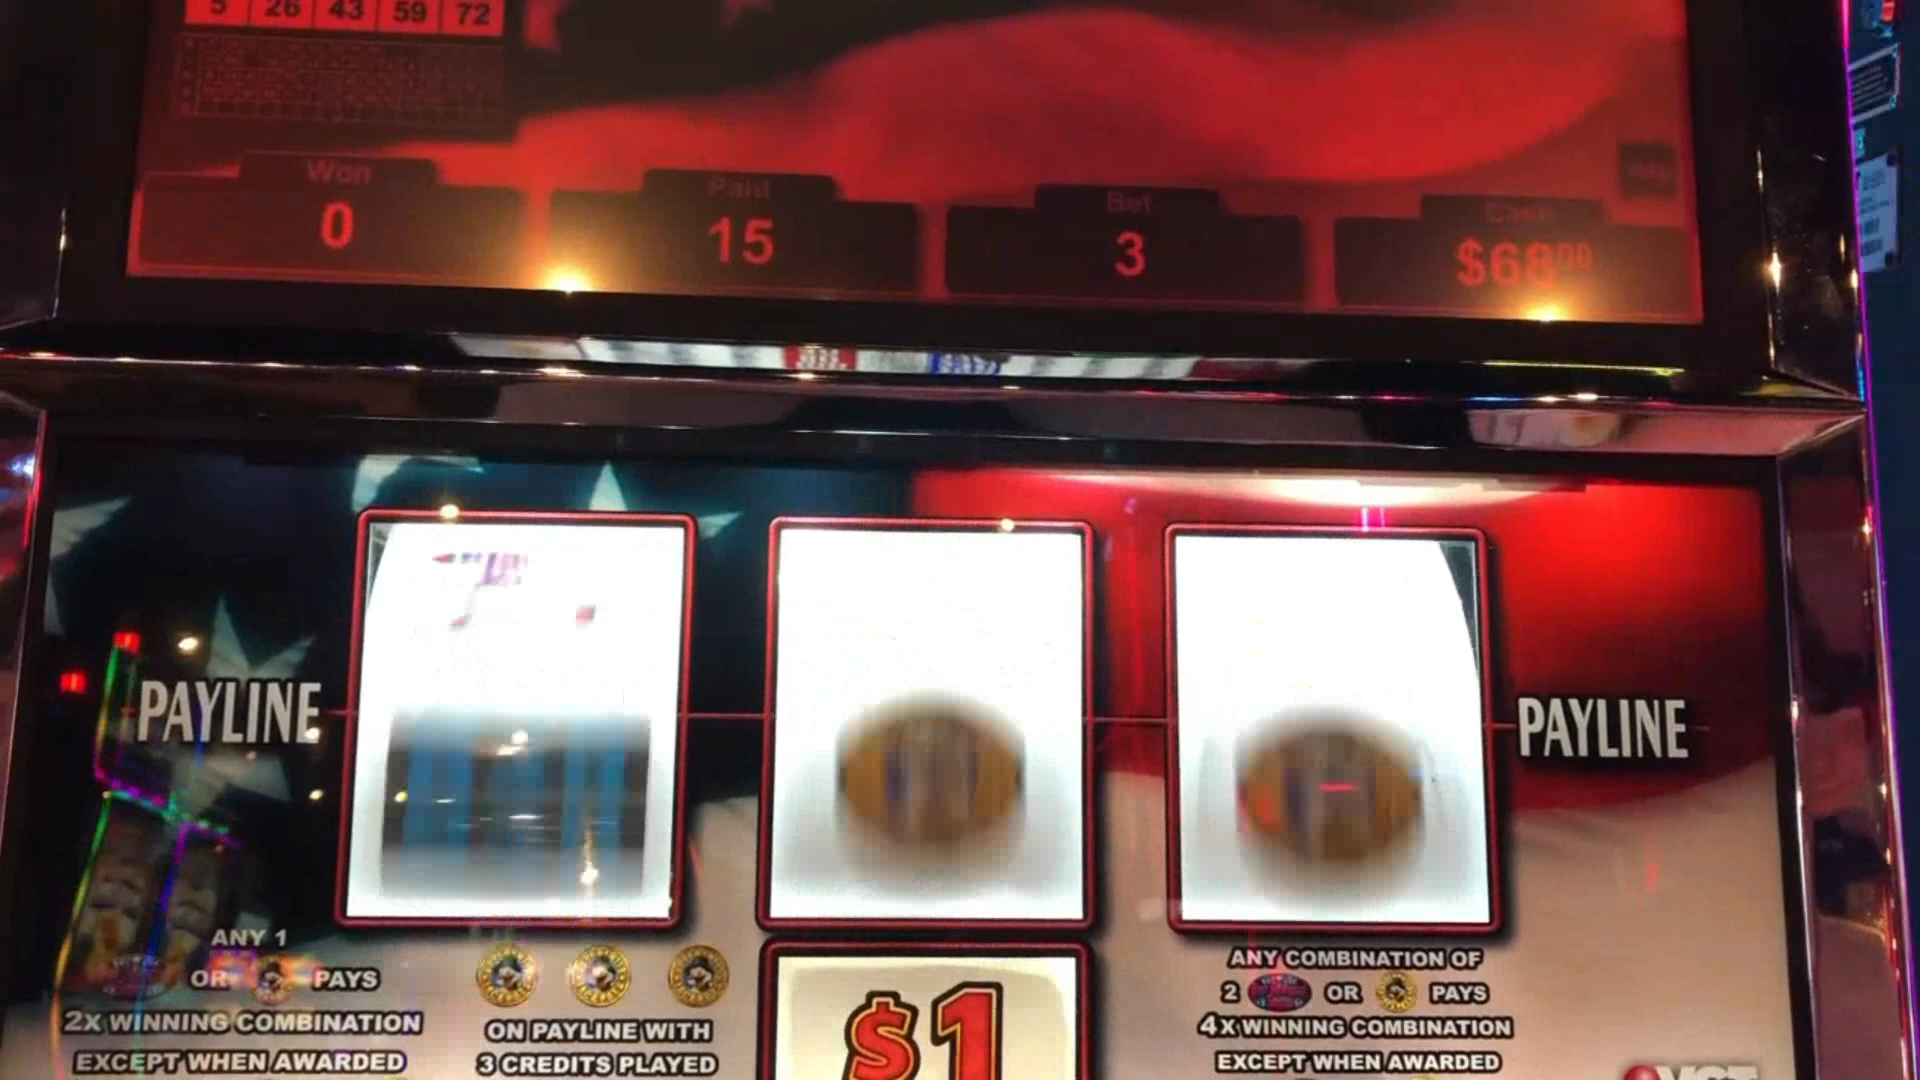 5 26 43 59 72
Won
0
Paid
15
Bet
3
Cash
$68.00
PAYLINE
PAYLINE
ANY 1
OR PAYS
2X WINNING COMBINATION
EXCEPT WHEN AWARDED
ON PAYLINE WITH
3 CREDITS PLAYED
$1
ANY COMBINATION OF
2 OR PAYS
4X WINNING COMBINATION
EXCEPT WHEN AWARDED
VGT